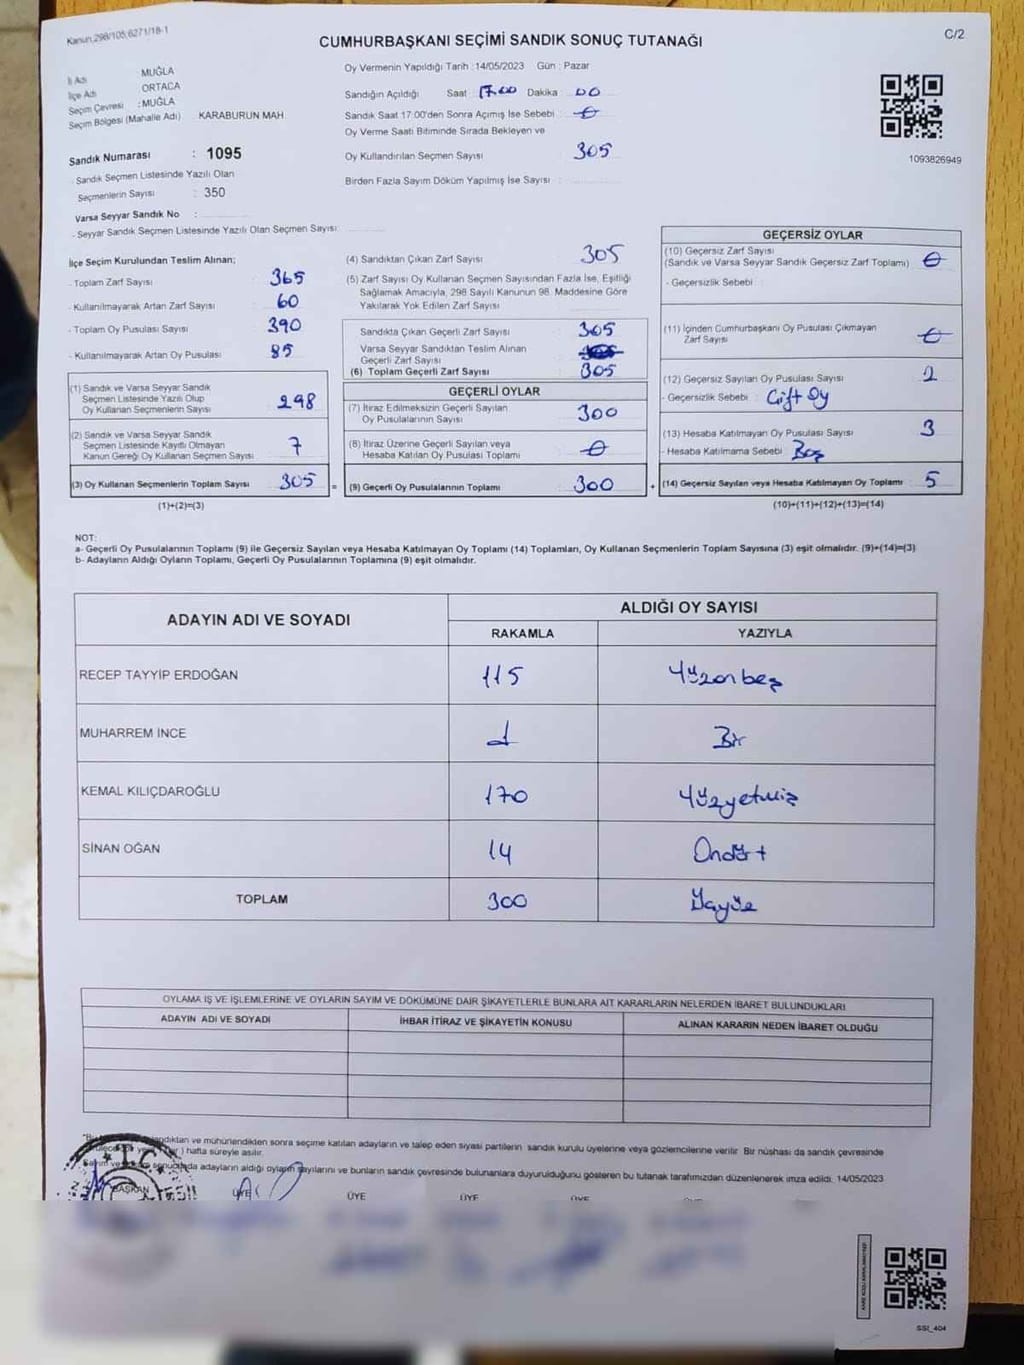 Kanun.298/105,6271/18-1
C/2
CUMHURBAŞKANI SEÇİMİ SANDIK SONUÇ TUTANAĞI
İl Adı MUĞLA
İlçe Adı ORTACA
Seçim Çevresi : MUĞLA
Seçim Bölgesi (Mahalle Adı) KARABURUN MAH
Sandık Numarası : 1095
- Sandık Seçmen Listesinde Yazılı Olan
Seçmenlerin Sayısı : 350
Varsa Seyyar Sandık No :
- Seyyar Sandık Seçmen Listesinde Yazılı Olan Seçmen Sayısı:
Oy Vermenin Yapıldığı Tarih :14/05/2023 Gün : Pazar
Sandığın Açıldığı Saat : 17.00 Dakika : 00
Sandık Saat 17:00'den Sonra Açımış İse Sebebi : 0
Oy Verme Saati Bitiminde Sırada Bekleyen ve
Oy Kullandırılan Seçmen Sayısı : 305
Birden Fazla Sayım Döküm Yapılmış İse Sayısı :
1093826949
İlçe Seçim Kurulundan Teslim Alınan;
- Toplam Zarf Sayısı : 365
- Kullanılmayarak Artan Zarf Sayısı : 60
- Toplam Oy Pusulası Sayısı : 390
- Kullanılmayarak Artan Oy Pusulası : 85
(1) Sandık ve Varsa Seyyar Sandık
Seçmen Listesinde Yazılı Olup
Oy Kullanan Seçmenlerin Sayısı : 298
(2) Sandık ve Varsa Seyyar Sandık
Seçmen Listesinde Kayıtlı Olmayan
Kanun Gereği Oy Kullanan Seçmen Sayısı : 7
(3) Oy Kullanan Seçmenlerin Toplam Sayısı : 305
(1)+(2)=(3)
(4) Sandıktan Çıkan Zarf Sayısı : 305
(5) Zarf Sayısı Oy Kullanan Seçmen Sayısından Fazla İse, Eşitliği
Sağlamak Amacıyla, 298 Sayılı Kanunun 98. Maddesine Göre
Yakılarak Yok Edilen Zarf Sayısı :
Sandıkta Çıkan Geçerli Zarf Sayısı : 305
Varsa Seyyar Sandıktan Teslim Alınan
Geçerli Zarf Sayısı
(6) Toplam Geçerli Zarf Sayısı : 305
GEÇERLİ OYLAR
(7) İtiraz Edilmeksizin Geçerli Sayılan
Oy Pusulalarının Sayısı : 300
(8) İtiraz Üzerine Geçerli Sayılan veya
Hesaba Katılan Oy Pusulası Toplamı : 0
= (9) Geçerli Oy Pusulalarının Toplamı : 300 +
GEÇERSİZ OYLAR
(10) Geçersiz Zarf Sayısı
(Sandık ve Varsa Seyyar Sandık Geçersiz Zarf Toplamı) : 0
- Geçersizlik Sebebi :
(11) İçinden Cumhurbaşkanı Oy Pusulası Çıkmayan
Zarf Sayısı : 0
(12) Geçersiz Sayılan Oy Pusulası Sayısı : 2
- Geçersizlik Sebebi : Çift Oy
(13) Hesaba Katılmayan Oy Pusulası Sayısı : 3
- Hesaba Katılmama Sebebi : Boş
(14) Geçersiz Sayılan veya Hesaba Katılmayan Oy Toplamı : 5
(10)+(11)+(12)+(13)=(14)
NOT:
a- Geçerli Oy Pusulalarının Toplamı (9) ile Geçersiz Sayılan veya Hesaba Katılmayan Oy Toplamı (14) Toplamları, Oy Kullanan Seçmenlerin Toplam Sayısına (3) eşit olmalıdır. (9)+(14)=(3)
b- Adayların Aldığı Oyların Toplamı, Geçerli Oy Pusulalarının Toplamına (9) eşit olmalıdır.
ADAYIN ADI VE SOYADI ALDIĞI OY SAYISI
RAKAMLA YAZIYLA
RECEP TAYYİP ERDOĞAN 115 Yüzonbeş
MUHARREM İNCE 1 Bir
KEMAL KILIÇDAROĞLU 170 Yüzyetmiş
SİNAN OĞAN 14 Ondört
TOPLAM 300 Üçyüz
OYLAMA İŞ VE İŞLEMLERİNE VE OYLARIN SAYIM VE DÖKÜMÜNE DAİR ŞİKAYETLERLE BUNLARA AİT KARARLARIN NELERDEN İBARET BULUNDUKLARI
ADAYIN ADI VE SOYADI İHBAR İTİRAZ VE ŞİKAYETİN KONUSU ALINAN KARARIN NEDEN İBARET OLDUĞU
ve mühürlendikten sonra seçime katılan adayların ve talep eden siyasi partilerin sandık kurulu üyelerine veya gözlemcilerine verilir. Bir nüshası da sandık çevresinde
hafta süreyle asılır.
adayların aldığı oyların sayılarını ve bunların sandık çevresinde bulunanlara duyurulduğunu gösteren bu tutanak tarafımızdan düzenlenerek imza edildi. 14/05/2023
BAŞKAN ÜYE ÜYE ÜYE ÜYE
SSI_404